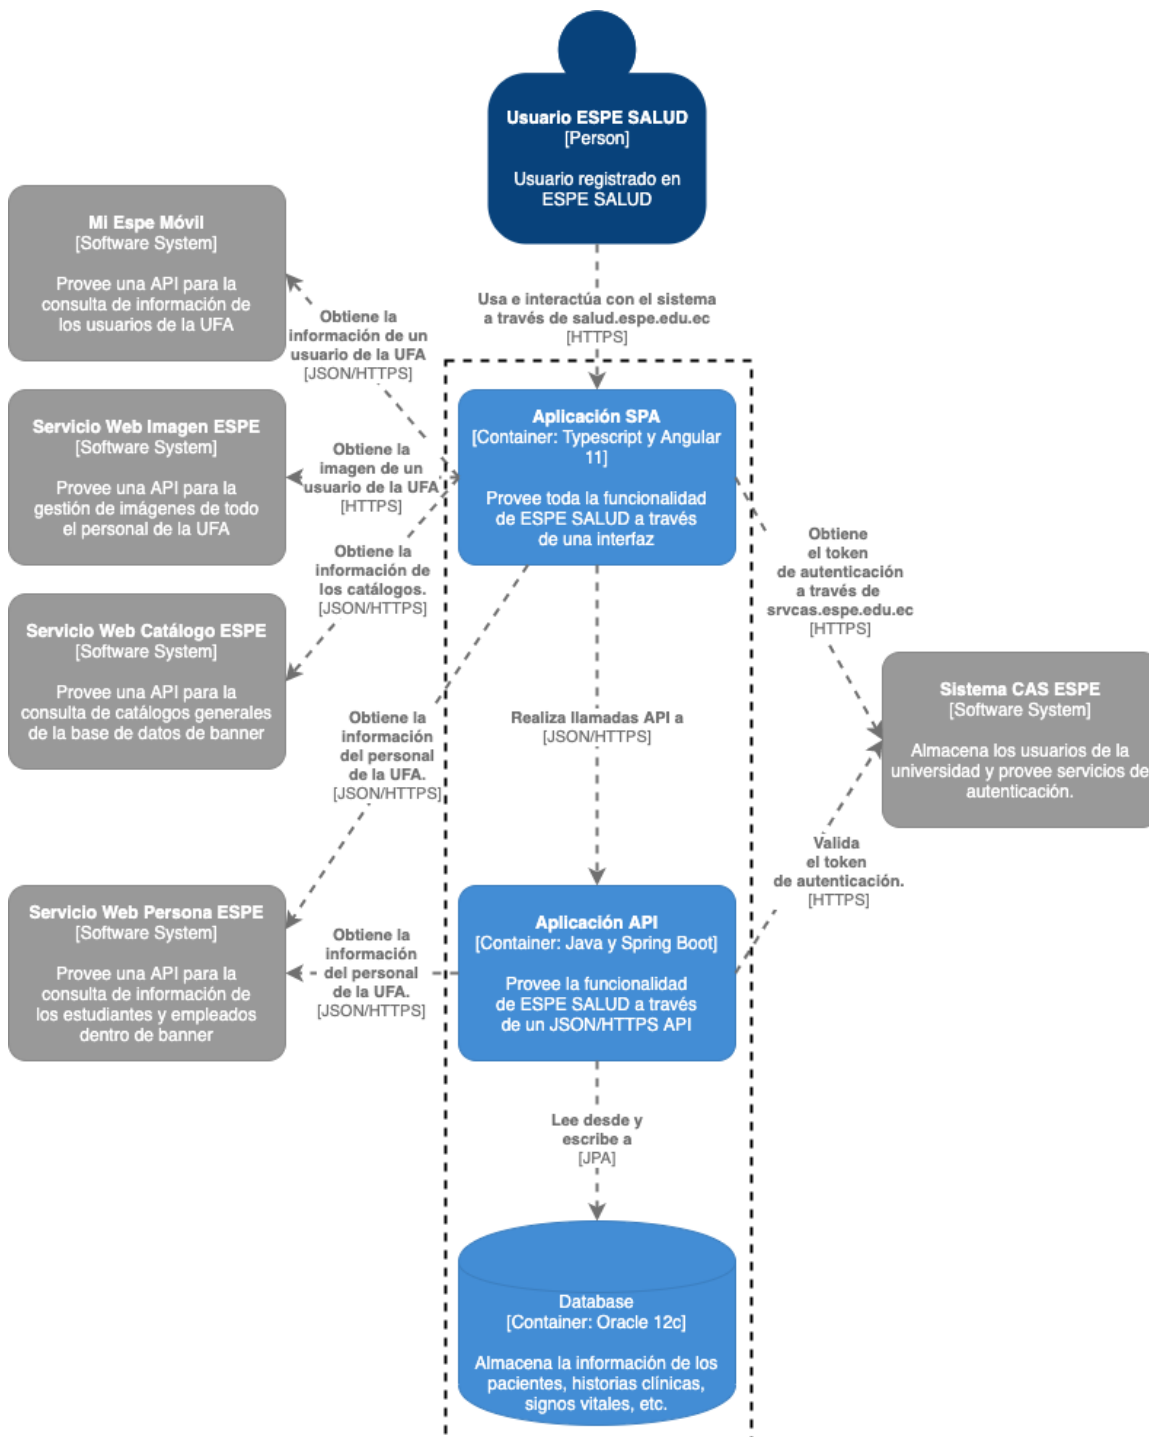 Usuario ESPE SALUD
[Person]
Usuario registrado en
ESPE SALUD
Mi Espe Móvil
[Software System]
Provee una API para la
consulta de información de
los usuarios de la UFA
Usa e interactúa con el sistema
a través de salud.espe.edu.ec
[HTTPS]
Obtiene la
información de un
usuario de la UFA
[JSON/HTTPS]
Servicio Web Imagen ESPE
[Software System]
Provee una API para la
gestión de imágenes de todo
el personal de la UFA
Obtiene la
imagen de un
usuario de la UFA
[HTTPS]
Aplicación SPA
[Container: Typescript y Angular
11]
Provee toda la funcionalidad
de ESPE SALUD a través
de una interfaz
Obtiene la
información de
los catálogos.
[JSON/HTTPS]
Obtiene
el token
de autenticación
a través de
srvcas.espe.edu.ec
[HTTPS]
Servicio Web Catálogo ESPE
[Software System]
Provee una API para la
consulta de catálogos generales
de la base de datos de banner
Obtiene la
información
del personal
de la UFA.
[JSON/HTTPS]
Realiza llamadas API a
[JSON/HTTPS]
Sistema CAS ESPE
[Software System]
Almacena los usuarios de la
universidad y provee servicios de
autenticación.
Valida
el token
de autenticación.
[HTTPS]
Servicio Web Persona ESPE
[Software System]
Provee una API para la
consulta de información de
los estudiantes y empleados
dentro de banner
Obtiene la
información
del personal
de la UFA.
[JSON/HTTPS]
Aplicación API
[Container: Java y Spring Boot]
Provee la funcionalidad
de ESPE SALUD a través
de un JSON/HTTPS API
Lee desde y
escribe a
[JPA]
Database
[Container: Oracle 12c]
Almacena la información de los
pacientes, historias clínicas,
signos vitales, etc.